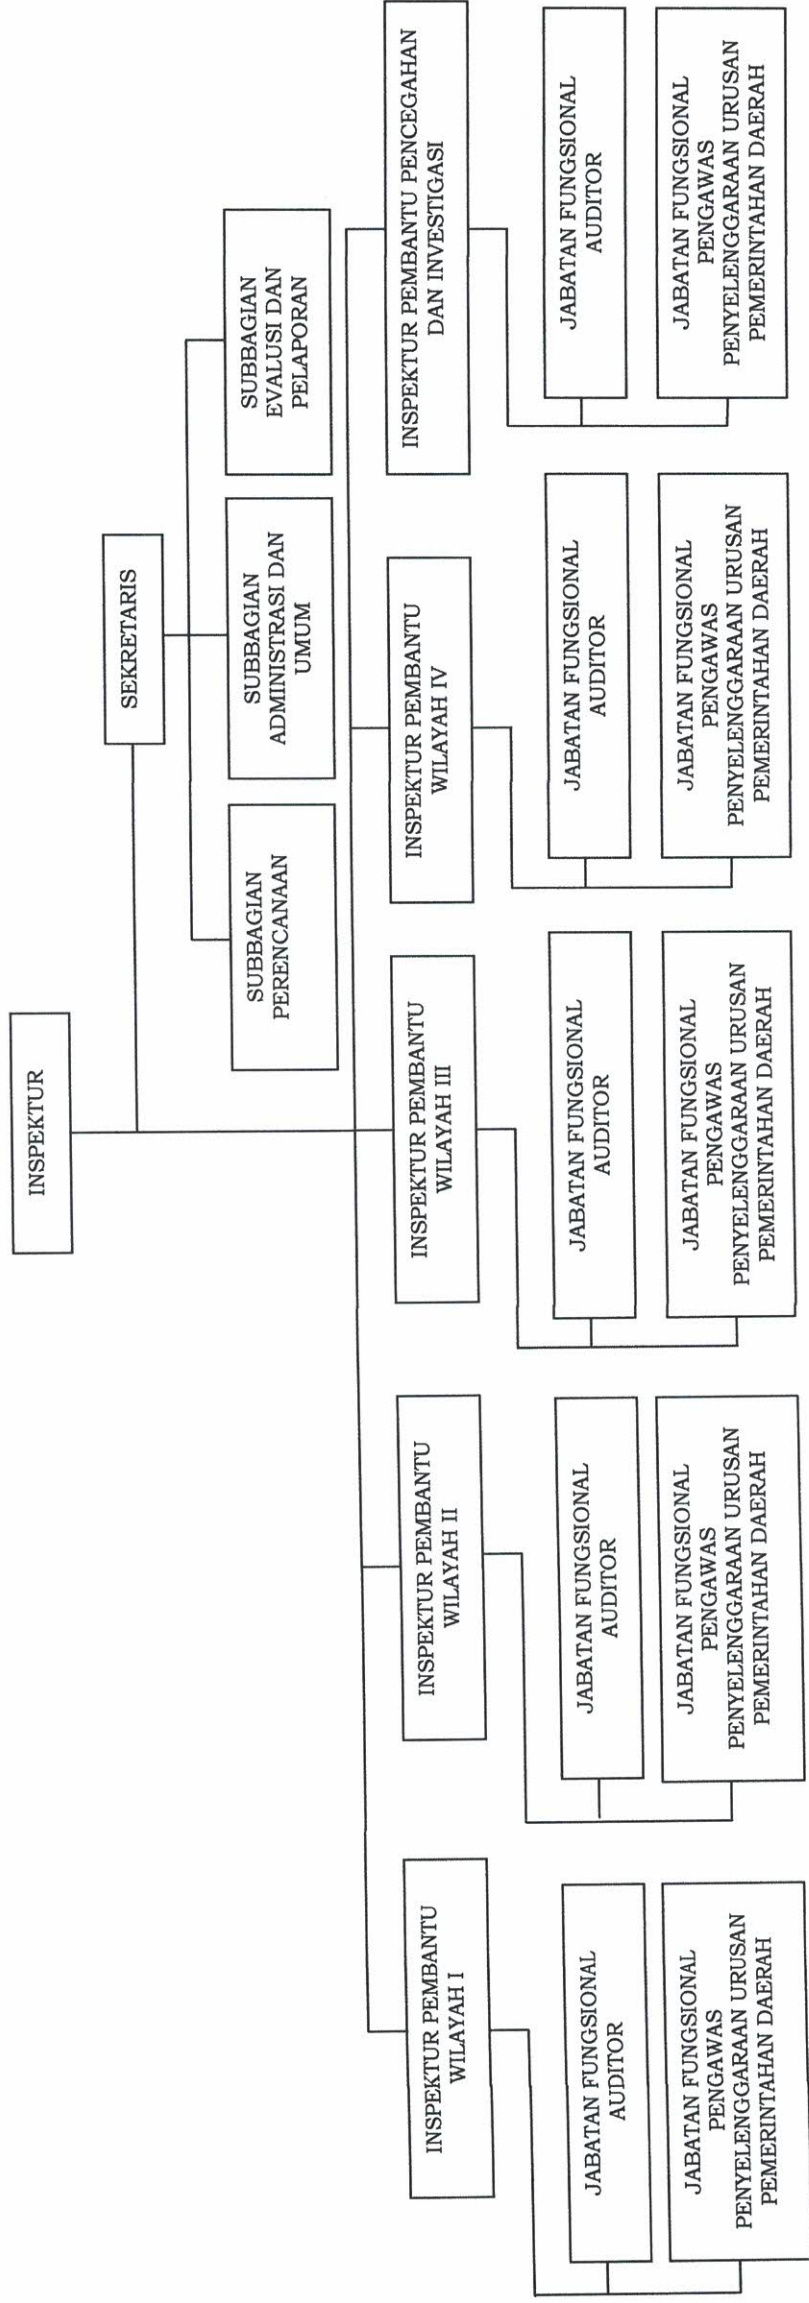 INSPEKTUR
SEKRETARIS
SUBBAGIAN
PERENCANAAN
SUBBAGIAN
ADMINISTRASI DAN
UMUM
SUBBAGIAN
EVALUSI DAN
PELAPORAN
INSPEKTUR PEMBANTU
WILAYAH I
INSPEKTUR PEMBANTU
WILAYAH II
INSPEKTUR PEMBANTU
WILAYAH III
INSPEKTUR PEMBANTU
WILAYAH IV
INSPEKTUR PEMBANTU PENCEGAHAN
DAN INVESTIGASI
JABATAN FUNGSIONAL
AUDITOR
JABATAN FUNGSIONAL
AUDITOR
JABATAN FUNGSIONAL
AUDITOR
JABATAN FUNGSIONAL
AUDITOR
JABATAN FUNGSIONAL
AUDITOR
JABATAN FUNGSIONAL
PENGAWAS
PENYELENGGARAAN URUSAN
PEMERINTAHAN DAERAH
JABATAN FUNGSIONAL
PENGAWAS
PENYELENGGARAAN URUSAN
PEMERINTAHAN DAERAH
JABATAN FUNGSIONAL
PENGAWAS
PENYELENGGARAAN URUSAN
PEMERINTAHAN DAERAH
JABATAN FUNGSIONAL
PENGAWAS
PENYELENGGARAAN URUSAN
PEMERINTAHAN DAERAH
JABATAN FUNGSIONAL
PENGAWAS
PENYELENGGARAAN URUSAN
PEMERINTAHAN DAERAH